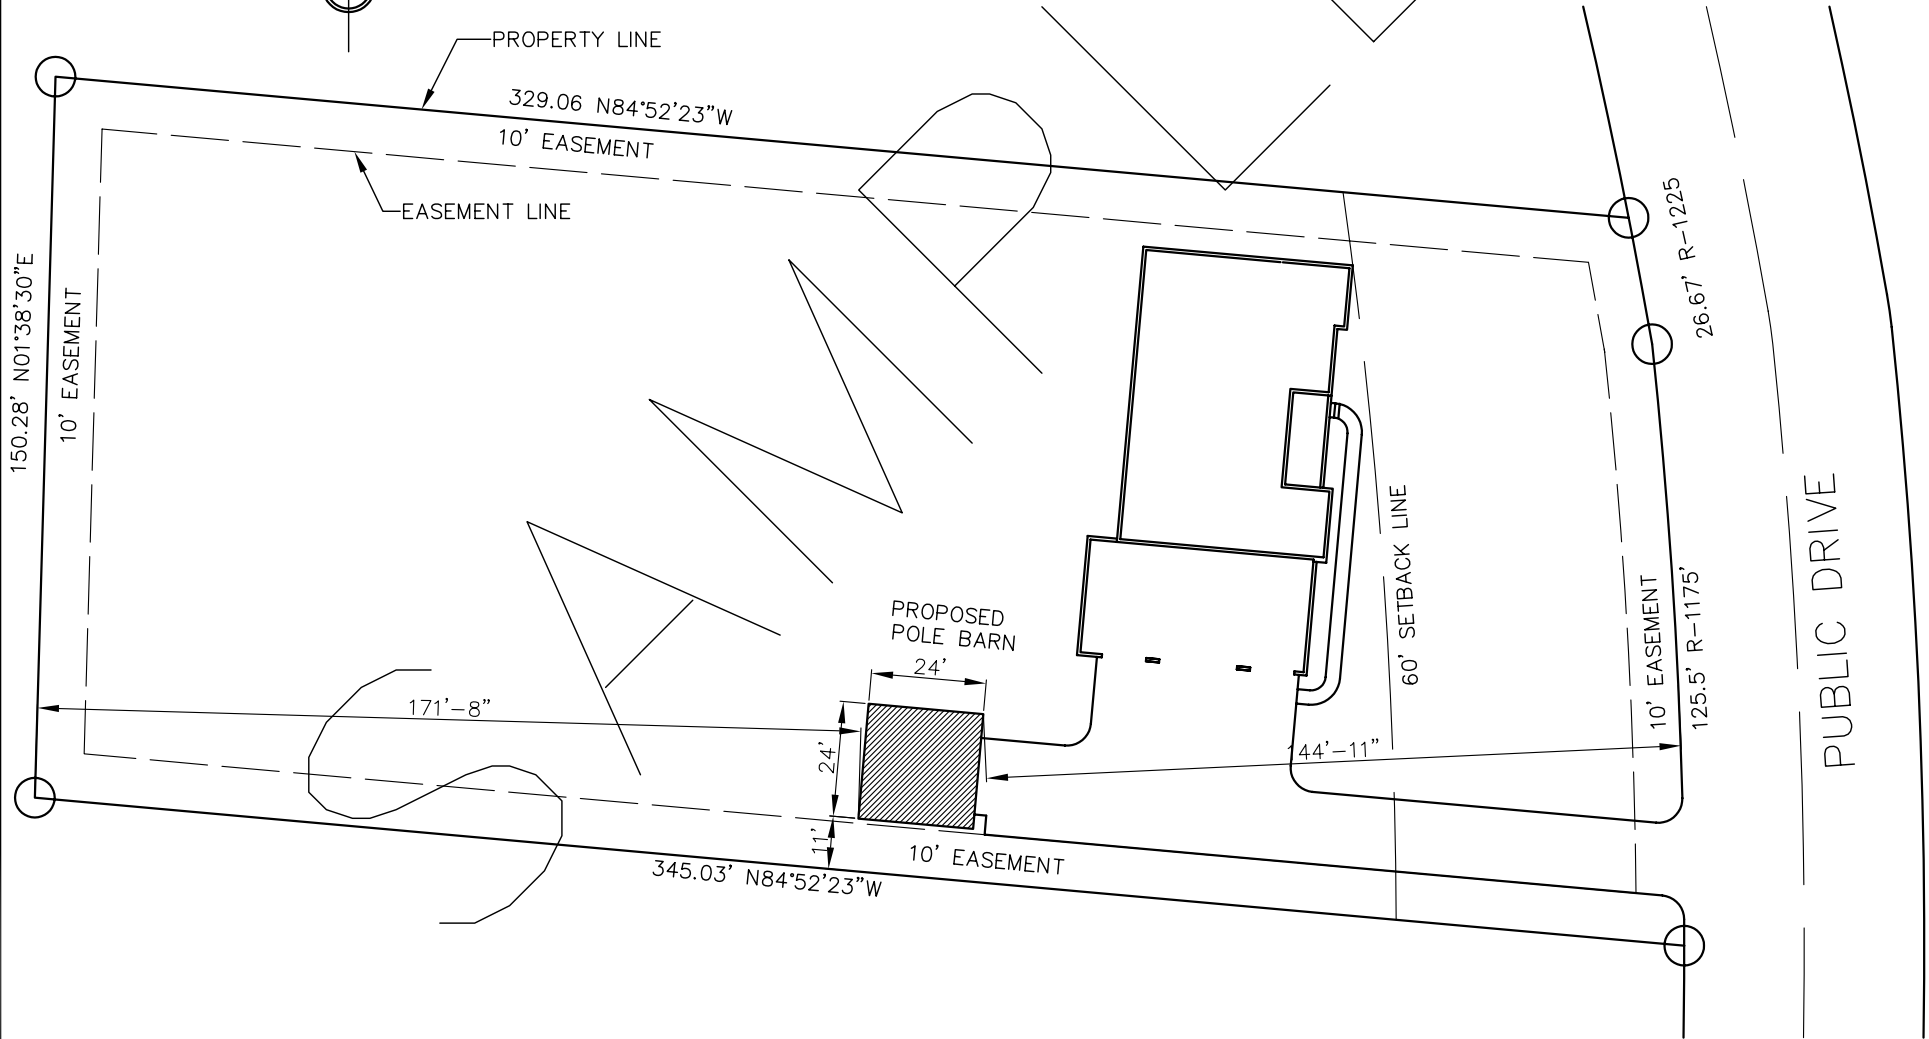 PROPERTY LINE
329.06 N84°52'23"W
10' EASEMENT
EASEMENT LINE
150.28' N01°38'30"E
10' EASEMENT
26.67' R-1225
PROPOSED
POLE BARN
24'
171'-8"
24'
11'
144'-11"
60' SETBACK LINE
10' EASEMENT
125.5' R-1175'
PUBLIC DRIVE
10' EASEMENT
345.03' N84°52'23"W
SAMPLE